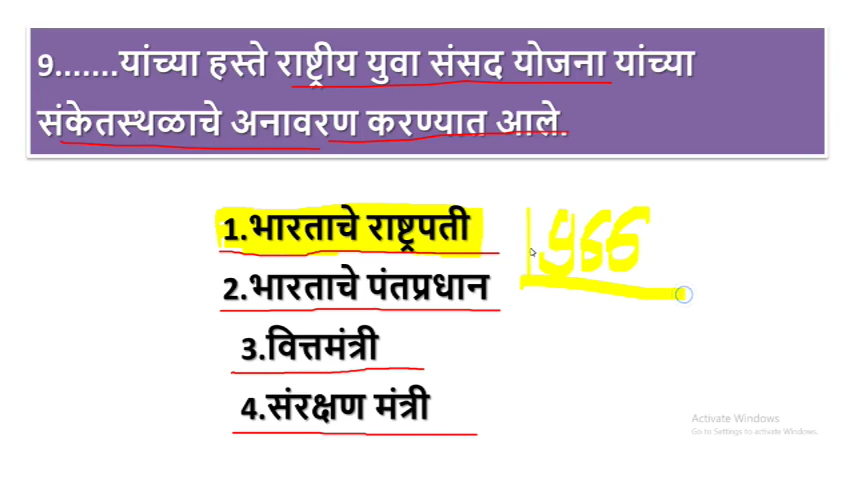 9.......यांच्या हस्ते राष्ट्रीय युवा संसद योजना यांच्या
संकेतस्थळाचे अनावरण करण्यात आले.
1.भारताचे राष्ट्रपती
1966
2.भारताचे पंतप्रधान
3.वित्तमंत्री
4.संरक्षण मंत्री
Activate Windows
Go to Settings to activate Windows.